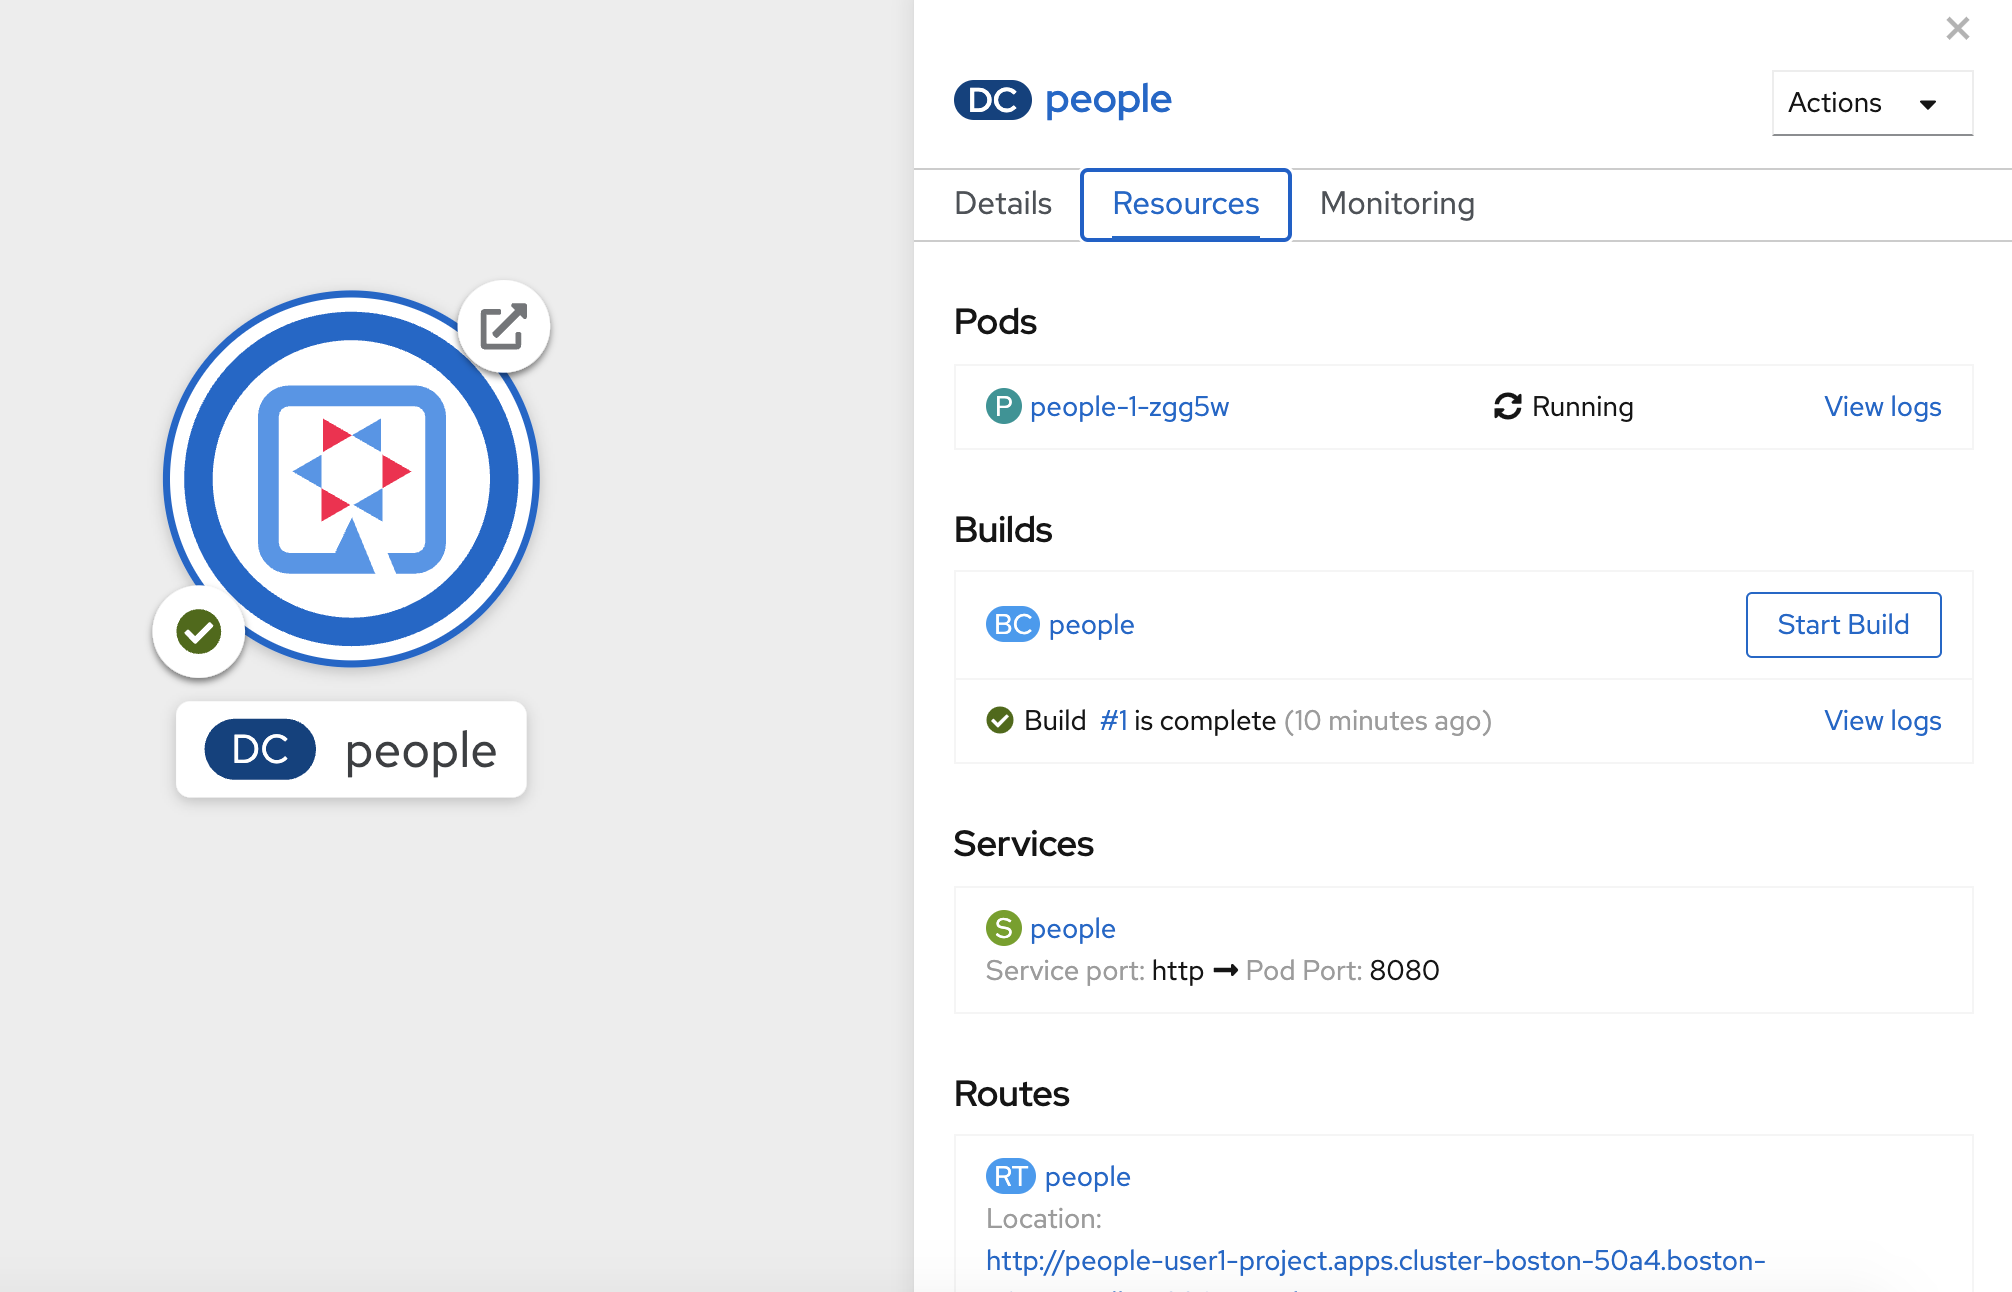 DC people
DC people
Actions
Details Resources Monitoring
Pods
P people-1-zgg5w Running View logs
Builds
BC people Start Build
Build #1 is complete (10 minutes ago) View logs
Services
S people
Service port: http → Pod Port: 8080
Routes
RT people
Location:
http://people-user1-project.apps.cluster-boston-50a4.boston-